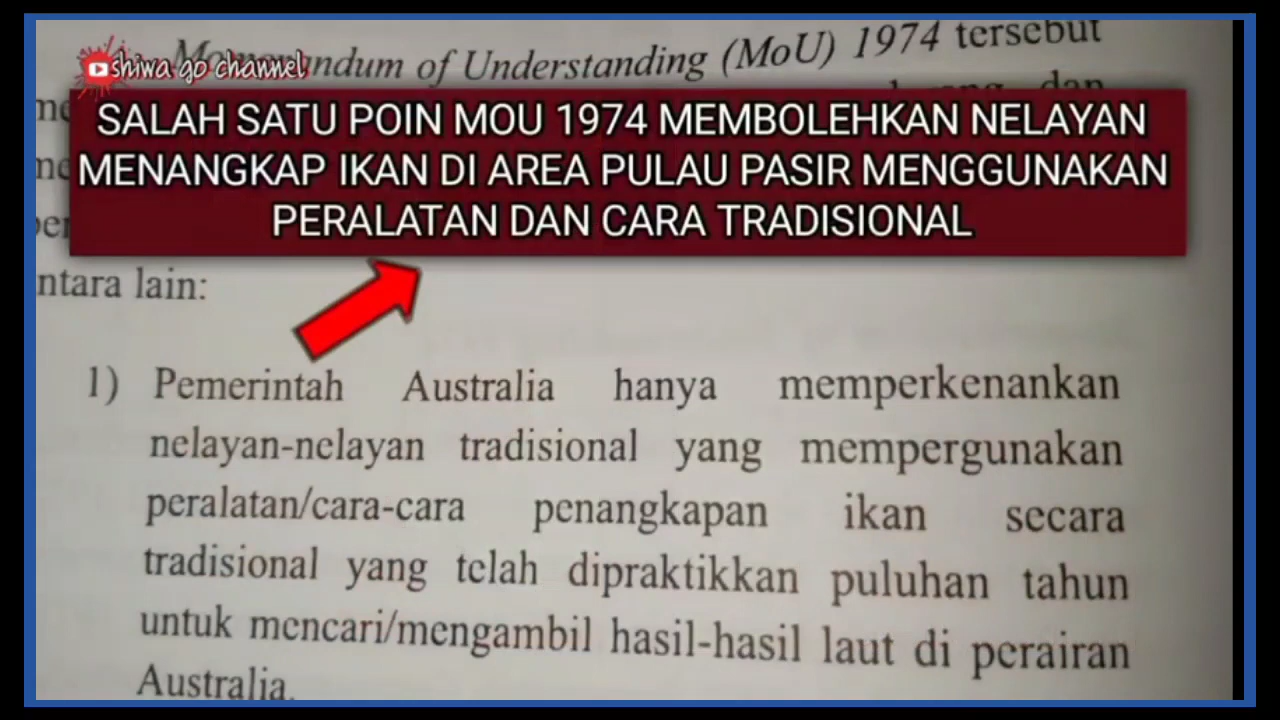 of Understanding (MoU) 1974 tersebut
shiwa go channel
dan
SALAH SATU POIN MOU 1974 MEMBOLEHKAN NELAYAN
MENANGKAP IKAN DI AREA PULAU PASIR MENGGUNAKAN
PERALATAN DAN CARA TRADISIONAL
ntara lain:
1) Pemerintah Australia hanya memperkenankan
nelayan-nelayan tradisional yang mempergunakan
peralatan/cara-cara penangkapan ikan secara
tradisional yang telah dipraktikkan puluhan tahun
untuk mencari/mengambil hasil-hasil laut di perairan
Australia.